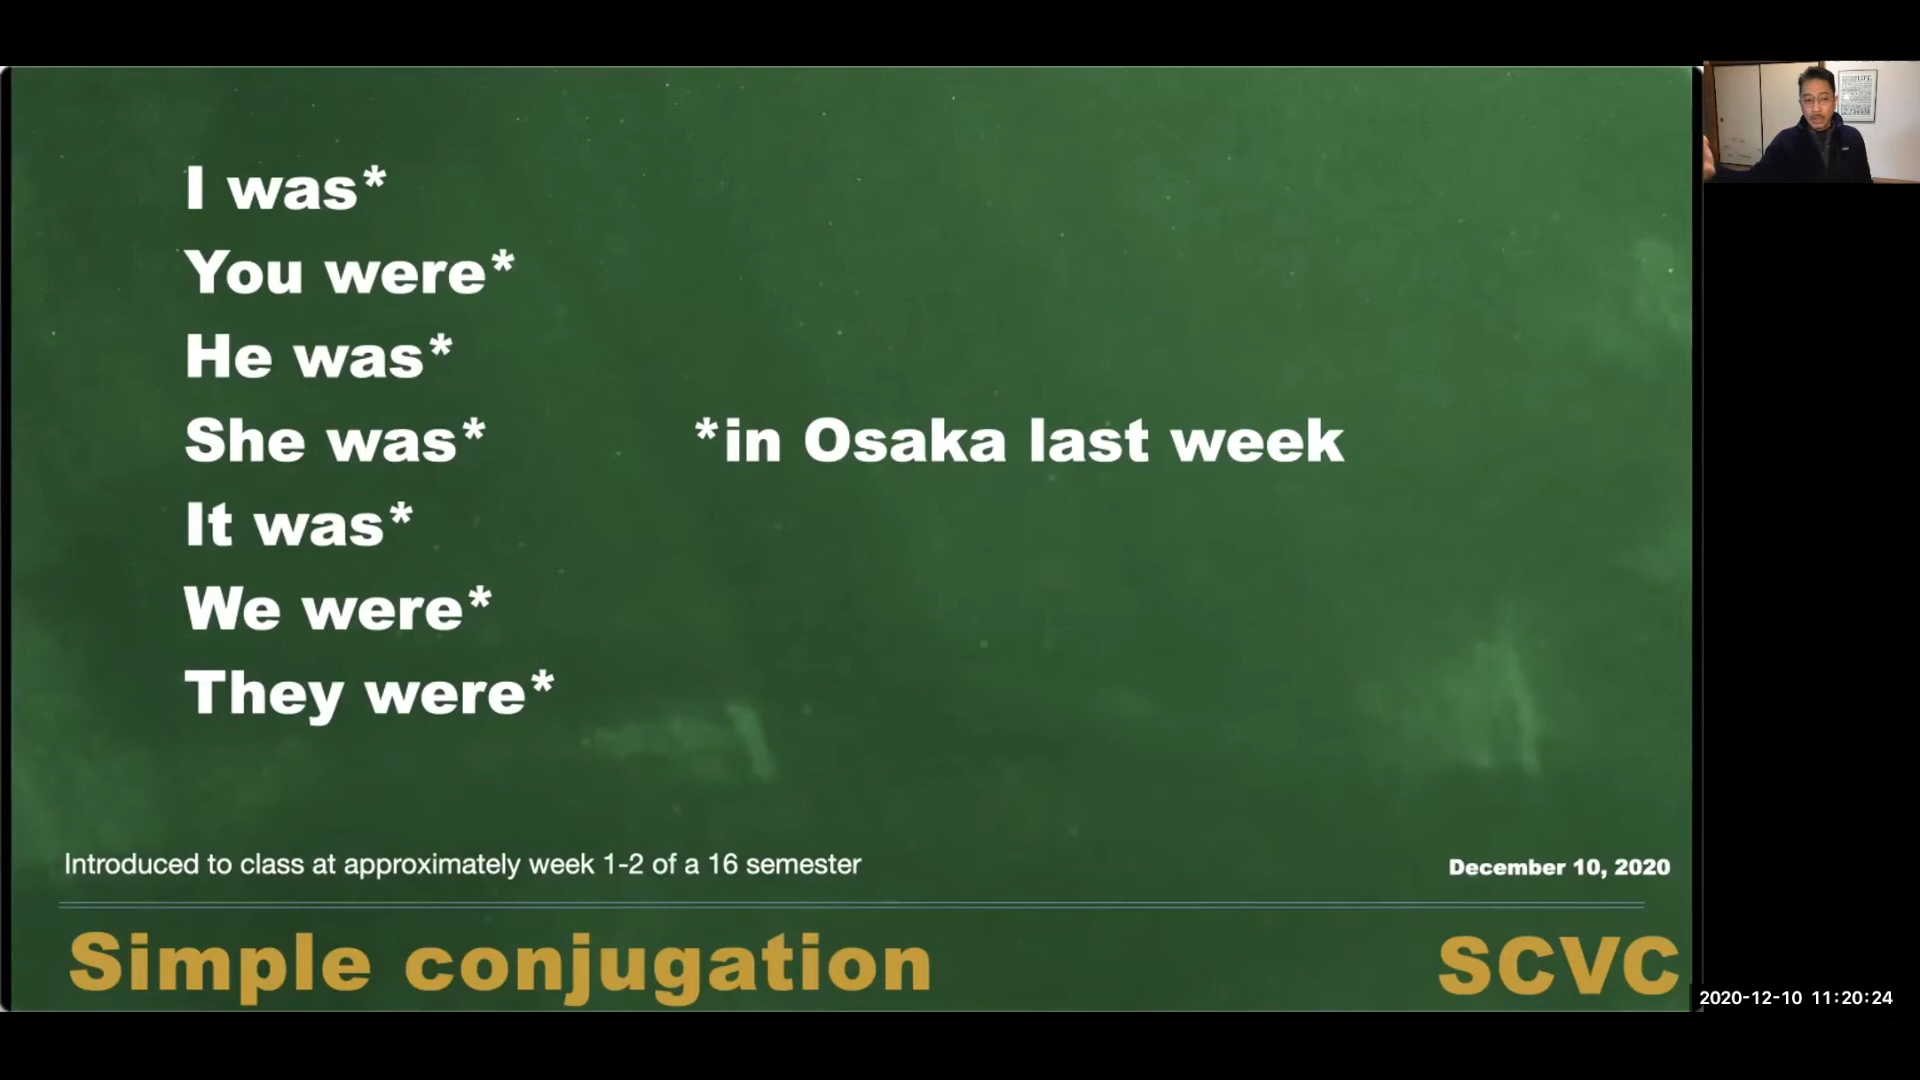 I was*
You were*
He was*
She was*
*in Osaka last week
It was*
We were*
They were*
Introduced to class at approximately week 1-2 of a 16 semester
December 10, 2020
Simple conjugation
SCVC
2020-12-10 11:20:24